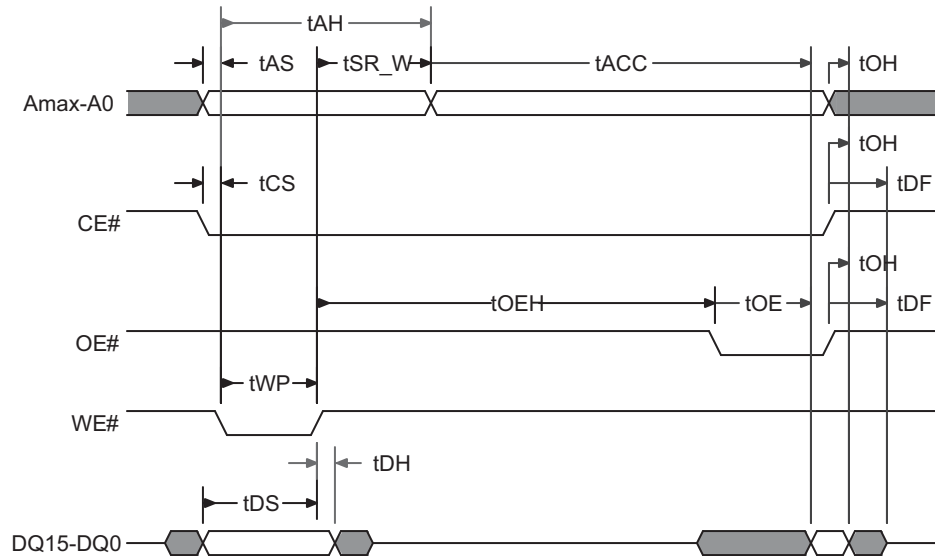 tAH
tAS tSR_W tACC tOH
Amax-A0
tOH
tCS tDF
CE#
tOH
tOEH tOE tDF
OE#
tWP
WE#
tDH
tDS
DQ15-DQ0